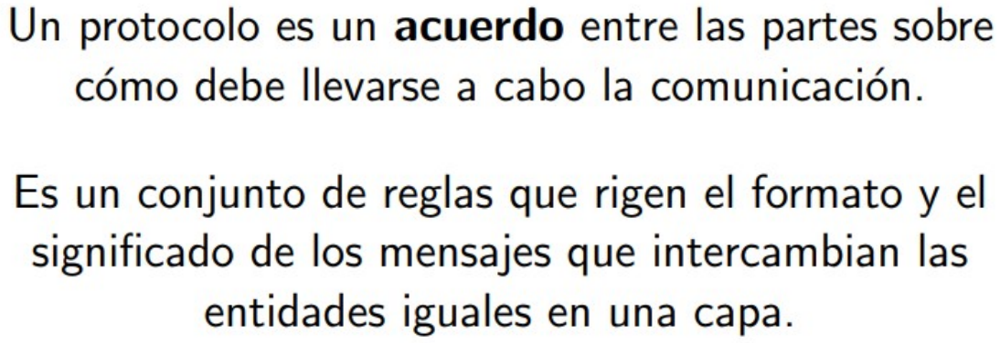 Un protocolo es un acuerdo entre las partes sobre
cómo debe llevarse a cabo la comunicación.
Es un conjunto de reglas que rigen el formato y el
significado de los mensajes que intercambian las
entidades iguales en una capa.